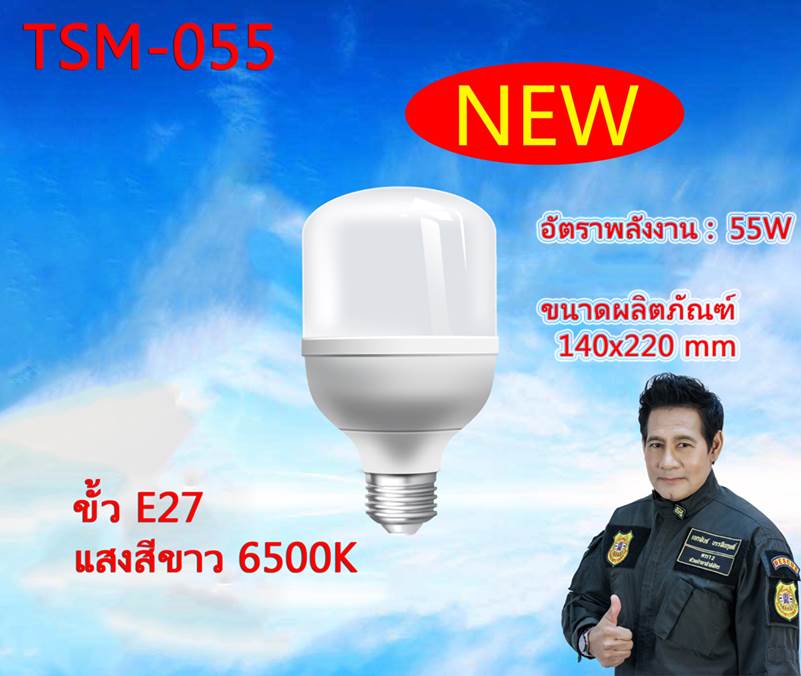 TSM-055
NEW
อัตราพลังงาน : 55W
ขนาดผลิตภัณฑ์
140x220 mm
ขั้ว E27
แสงสีขาว 6500K